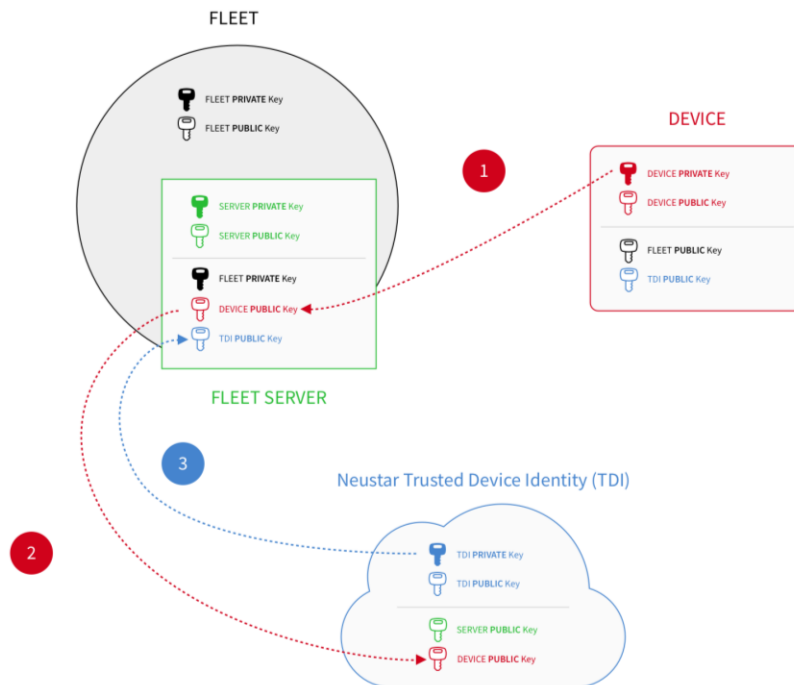 FLEET
FLEET PRIVATE Key
FLEET PUBLIC Key
DEVICE
1
DEVICE PRIVATE Key
DEVICE PUBLIC Key
FLEET PUBLIC Key
TDI PUBLIC Key
SERVER PRIVATE Key
SERVER PUBLIC Key
FLEET PRIVATE Key
DEVICE PUBLIC Key
TDI PUBLIC Key
FLEET SERVER
3
Neustar Trusted Device Identity (TDI)
2
TDI PRIVATE Key
TDI PUBLIC Key
SERVER PUBLIC Key
DEVICE PUBLIC Key